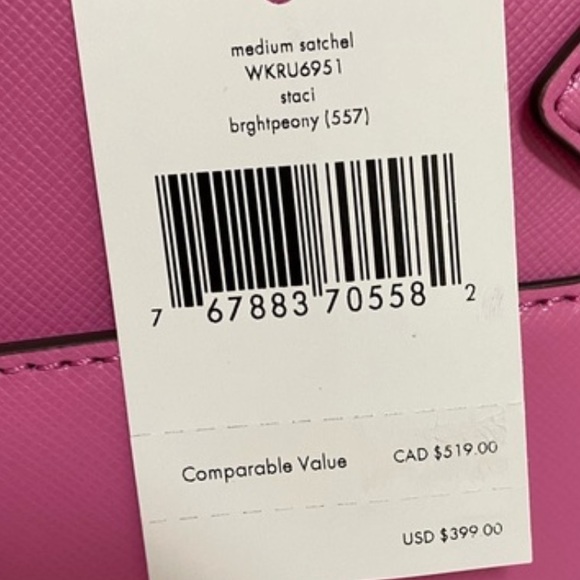 medium satchel
WKRU6951
staci
brghtpeony (557)
7 67883 70558 2
Comparable Value CAD $519.00
USD $399.00